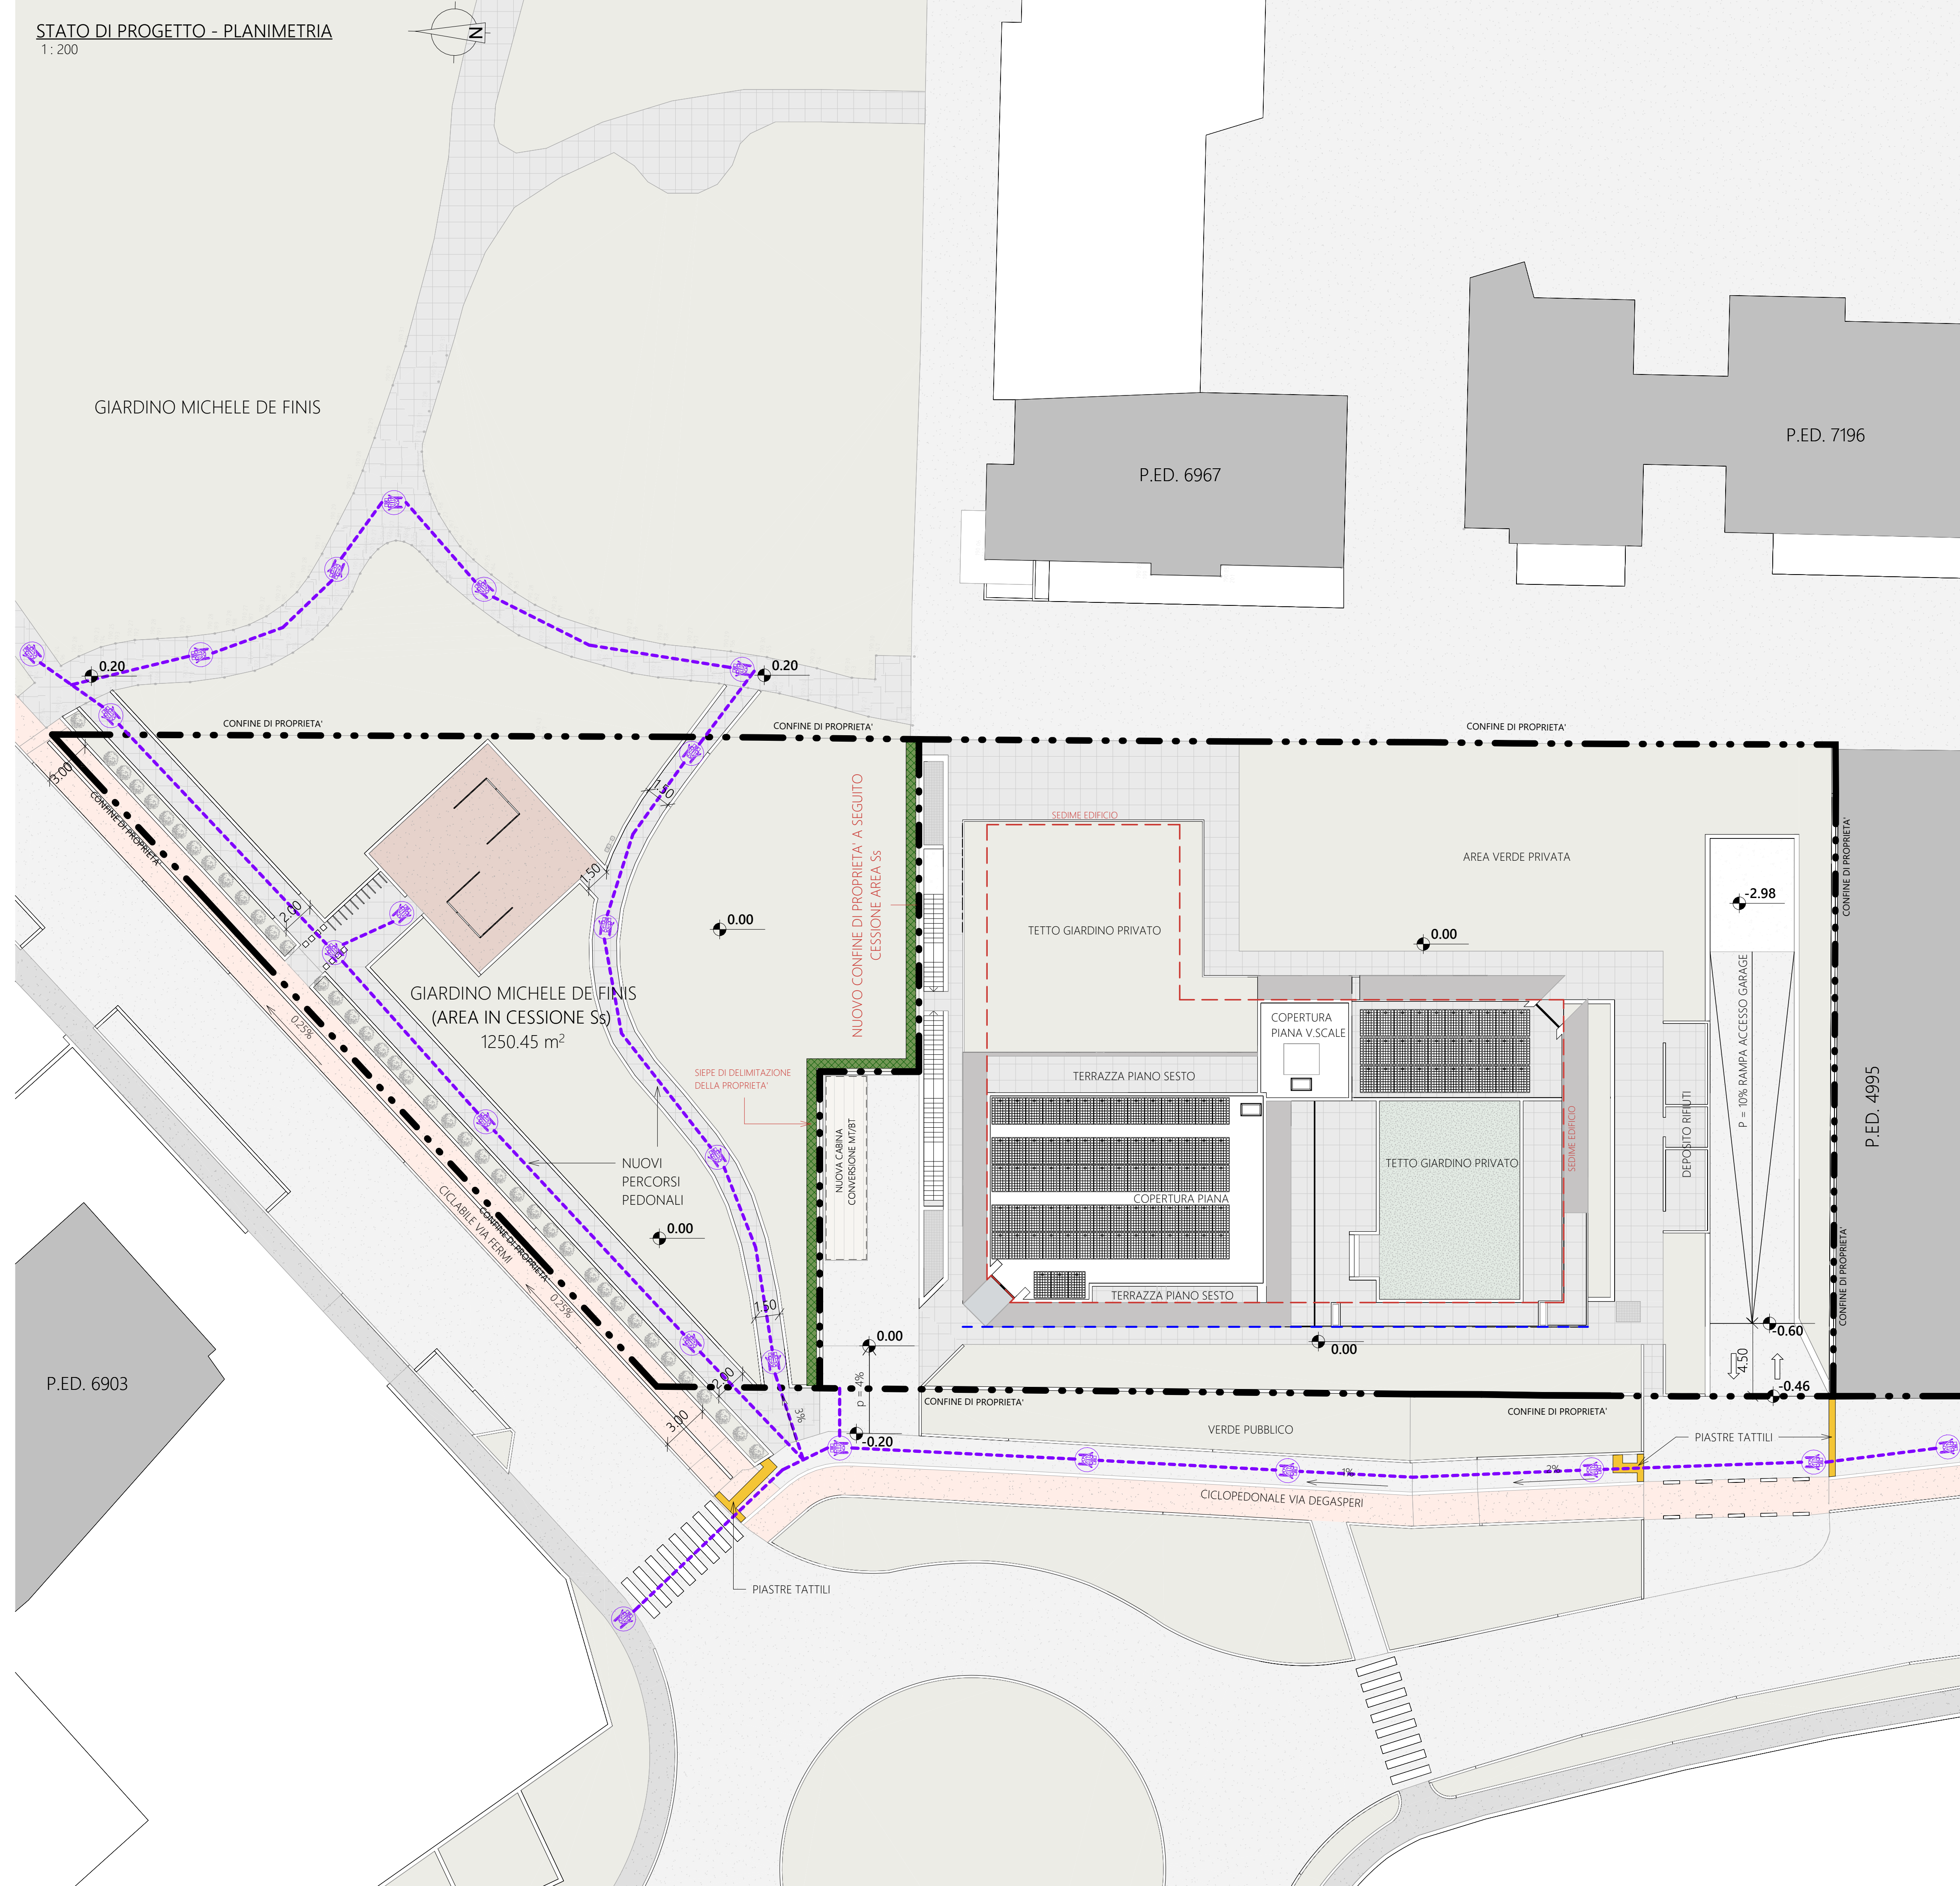 STATO DI PROGETTO - PLANIMETRIA
1 : 200
N
GIARDINO MICHELE DE FINIS
P.ED. 6967
P.ED. 7196
0.20
0.20
CONFINE DI PROPRIETA'
CONFINE DI PROPRIETA'
CONFINE DI PROPRIETA'
3.00
CONFINE DI PROPRIETA'
1.50
1.50
2.00
0.00
NUOVO CONFINE DI PROPRIETA' A SEGUITO
CESSIONE AREA Ss
SEDIME EDIFICIO
TETTO GIARDINO PRIVATO
AREA VERDE PRIVATA
0.00
-2.98
CONFINE DI PROPRIETA'
P = 10% RAMPA ACCESSO GARAGE
GIARDINO MICHELE DE FINIS
(AREA IN CESSIONE Ss)
1250.45 m2
0.25%
COPERTURA
PIANA V.SCALE
SIEPE DI DELIMITAZIONE
DELLA PROPRIETA'
TERRAZZA PIANO SESTO
P.ED. 4995
NUOVA CABINA
CONVERSIONE MT/BT
NUOVI
PERCORSI
PEDONALI
TETTO GIARDINO PRIVATO
SEDIME EDIFICIO
DEPOSITO RIFIUTI
COPERTURA PIANA
CICLABILE VIA FERMI
CONFINE DI PROPRIETA'
0.00
0.25%
1.50
TERRAZZA PIANO SESTO
CONFINE DI PROPRIETA'
0.00
0.00
-0.60
4.50
-0.46
P.ED. 6903
2.00
3.00
3%
p = 4%
-0.20
CONFINE DI PROPRIETA'
CONFINE DI PROPRIETA'
VERDE PUBBLICO
PIASTRE TATTILI
1%
2%
CICLOPEDONALE VIA DEGASPERI
PIASTRE TATTILI